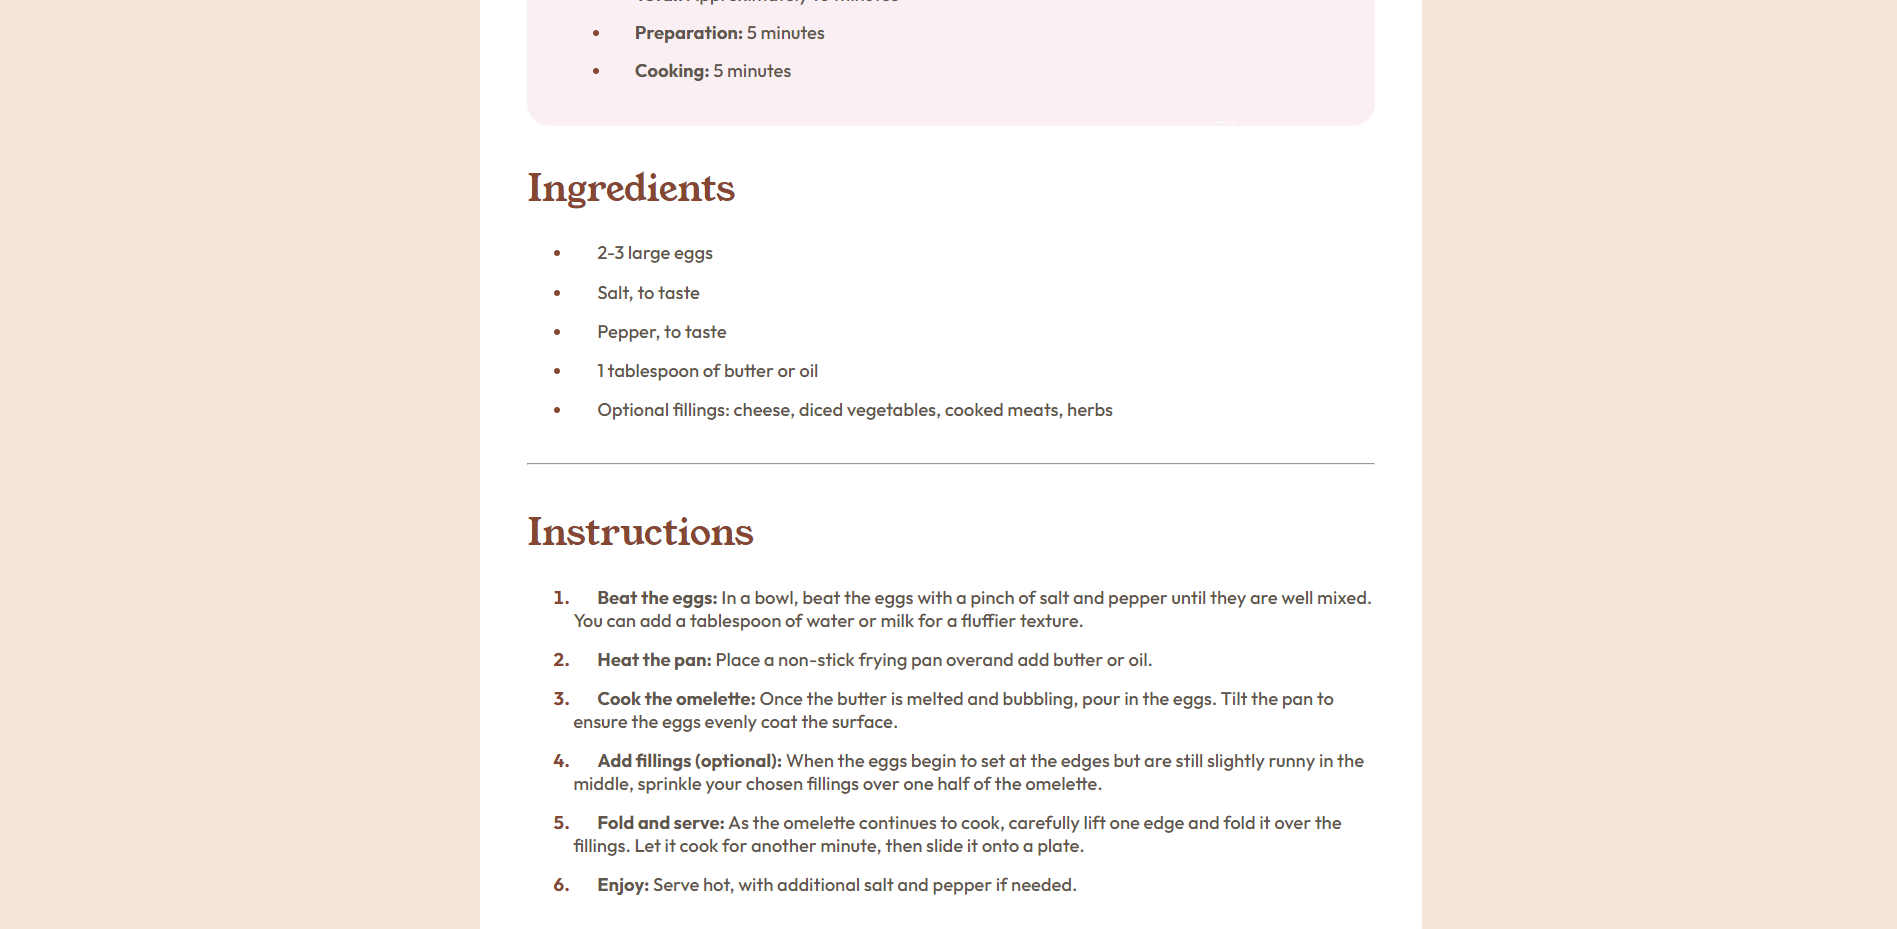 Preparation: 5 minutes
Cooking: 5 minutes
Ingredients
2-3 large eggs
Salt, to taste
Pepper, to taste
1 tablespoon of butter or oil
Optional fillings: cheese, diced vegetables, cooked meats, herbs
Instructions
1. Beat the eggs: In a bowl, beat the eggs with a pinch of salt and pepper until they are well mixed.
You can add a tablespoon of water or milk for a fluffier texture.
2. Heat the pan: Place a non-stick frying pan overand add butter or oil.
3. Cook the omelette: Once the butter is melted and bubbling, pour in the eggs. Tilt the pan to
ensure the eggs evenly coat the surface.
4. Add fillings (optional): When the eggs begin to set at the edges but are still slightly runny in the
middle, sprinkle your chosen fillings over one half of the omelette.
5. Fold and serve: As the omelette continues to cook, carefully lift one edge and fold it over the
fillings. Let it cook for another minute, then slide it onto a plate.
6. Enjoy: Serve hot, with additional salt and pepper if needed.